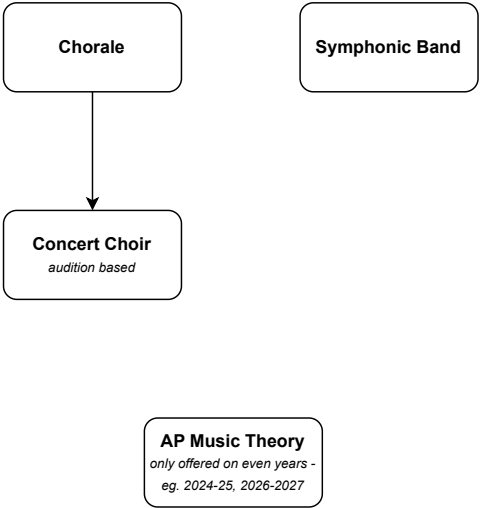 Chorale
Symphonic Band
Concert Choir
audition based
AP Music Theory
only offered on even years -
eg. 2024-25, 2026-2027